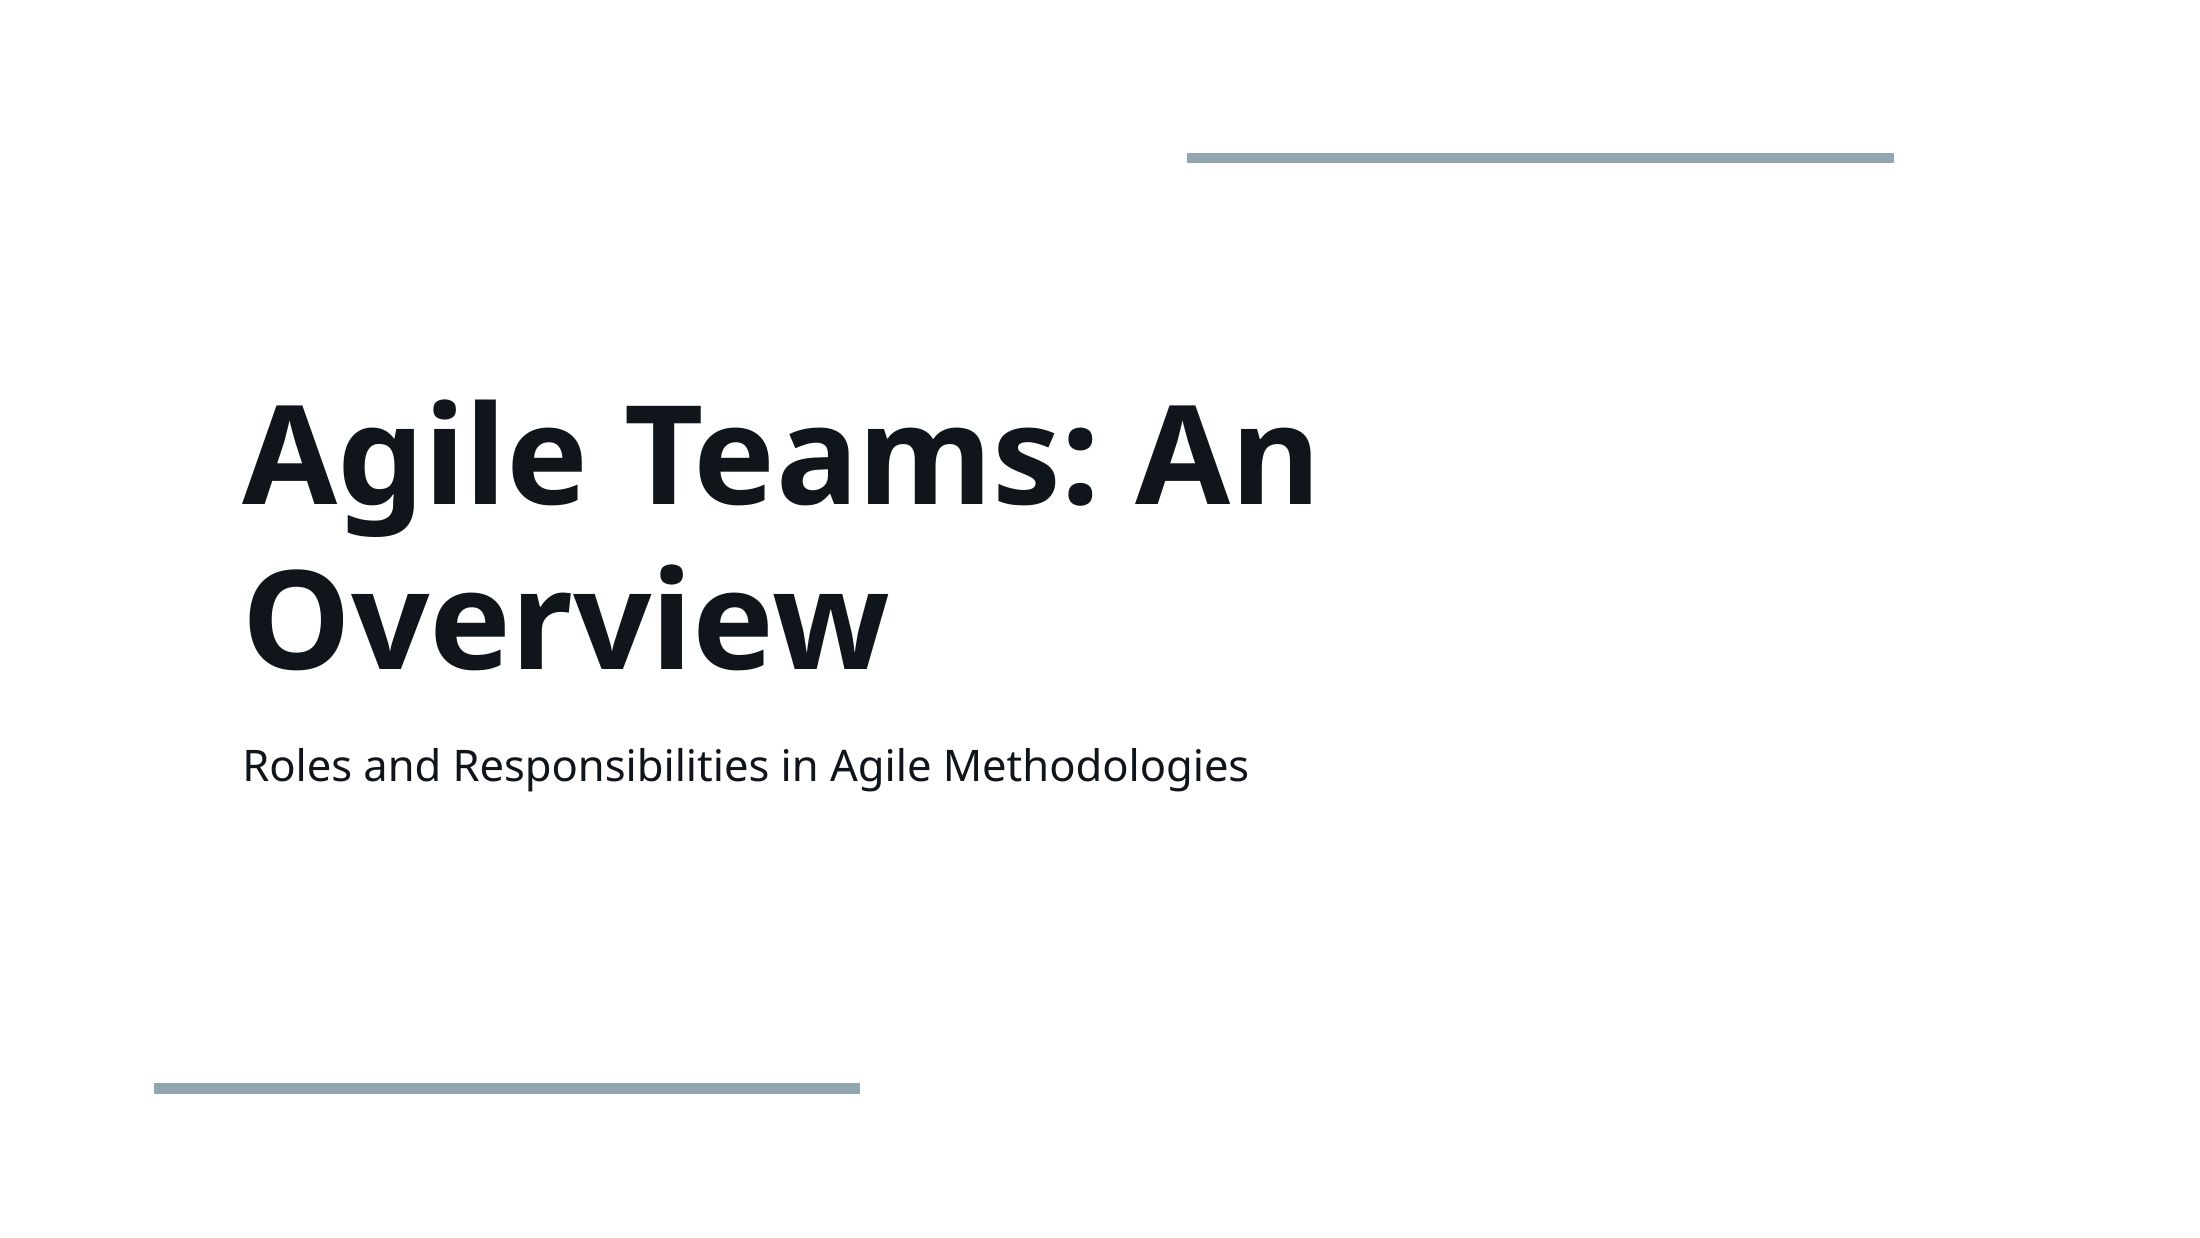 Agile Teams: An
Overview
Roles and Responsibilities in Agile Methodologies